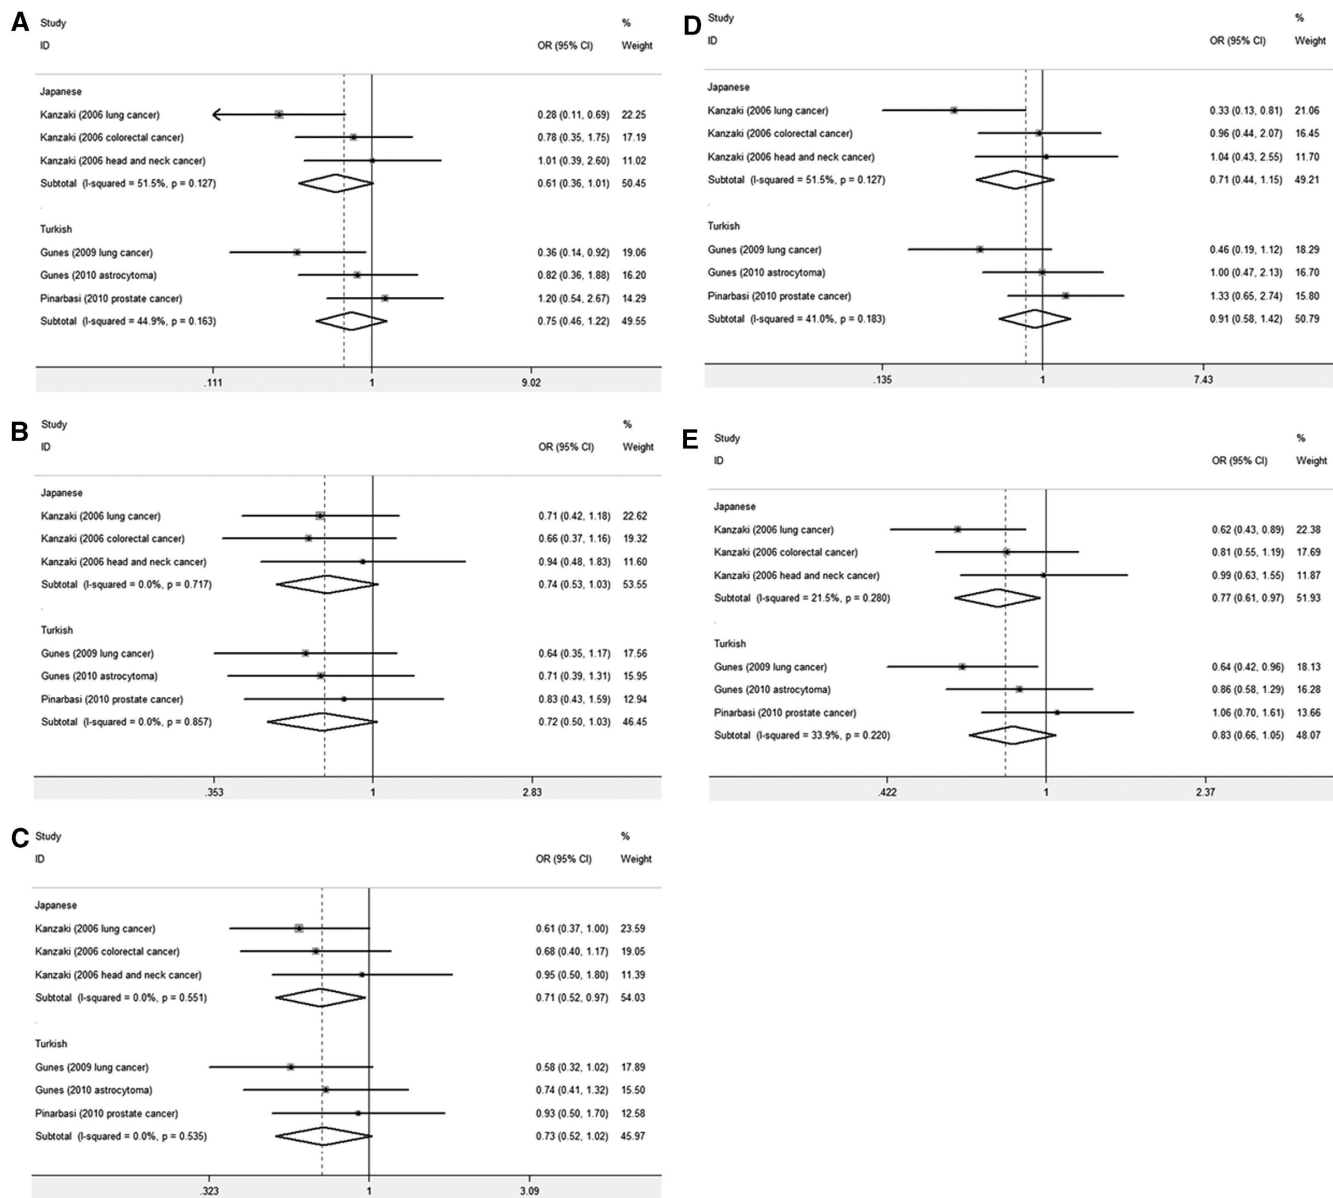 A
Study %
ID OR (95% CI) Weight
Japanese
Kanzaki (2006 lung cancer) 0.28 (0.11, 0.69) 22.25
Kanzaki (2006 colorectal cancer) 0.78 (0.35, 1.75) 17.19
Kanzaki (2006 head and neck cancer) 1.01 (0.39, 2.60) 11.02
Subtotal (I-squared = 51.5%, p = 0.127) 0.61 (0.36, 1.01) 50.45
.
Turkish
Gunes (2009 lung cancer) 0.36 (0.14, 0.92) 19.06
Gunes (2010 astrocytoma) 0.82 (0.36, 1.88) 16.20
Pinarbasi (2010 prostate cancer) 1.20 (0.54, 2.67) 14.29
Subtotal (I-squared = 44.9%, p = 0.163) 0.75 (0.46, 1.22) 49.55
.111 1 9.02
B
Study %
ID OR (95% CI) Weight
Japanese
Kanzaki (2006 lung cancer) 0.71 (0.42, 1.18) 22.62
Kanzaki (2006 colorectal cancer) 0.66 (0.37, 1.16) 19.32
Kanzaki (2006 head and neck cancer) 0.94 (0.48, 1.83) 11.60
Subtotal (I-squared = 0.0%, p = 0.717) 0.74 (0.53, 1.03) 53.55
.
Turkish
Gunes (2009 lung cancer) 0.64 (0.35, 1.17) 17.56
Gunes (2010 astrocytoma) 0.71 (0.39, 1.31) 15.95
Pinarbasi (2010 prostate cancer) 0.83 (0.43, 1.59) 12.94
Subtotal (I-squared = 0.0%, p = 0.857) 0.72 (0.50, 1.03) 46.45
.353 1 2.83
C
Study %
ID OR (95% CI) Weight
Japanese
Kanzaki (2006 lung cancer) 0.61 (0.37, 1.00) 23.59
Kanzaki (2006 colorectal cancer) 0.68 (0.40, 1.17) 19.05
Kanzaki (2006 head and neck cancer) 0.95 (0.50, 1.80) 11.39
Subtotal (I-squared = 0.0%, p = 0.551) 0.71 (0.52, 0.97) 54.03
.
Turkish
Gunes (2009 lung cancer) 0.58 (0.32, 1.02) 17.89
Gunes (2010 astrocytoma) 0.74 (0.41, 1.32) 15.50
Pinarbasi (2010 prostate cancer) 0.93 (0.50, 1.70) 12.58
Subtotal (I-squared = 0.0%, p = 0.535) 0.73 (0.52, 1.02) 45.97
.323 1 3.09
D
Study %
ID OR (95% CI) Weight
Japanese
Kanzaki (2006 lung cancer) 0.33 (0.13, 0.81) 21.06
Kanzaki (2006 colorectal cancer) 0.96 (0.44, 2.07) 16.45
Kanzaki (2006 head and neck cancer) 1.04 (0.43, 2.55) 11.70
Subtotal (I-squared = 51.5%, p = 0.127) 0.71 (0.44, 1.15) 49.21
.
Turkish
Gunes (2009 lung cancer) 0.46 (0.19, 1.12) 18.29
Gunes (2010 astrocytoma) 1.00 (0.47, 2.13) 16.70
Pinarbasi (2010 prostate cancer) 1.33 (0.65, 2.74) 15.80
Subtotal (I-squared = 41.0%, p = 0.183) 0.91 (0.58, 1.42) 50.79
.135 1 7.43
E
Study %
ID OR (95% CI) Weight
Japanese
Kanzaki (2006 lung cancer) 0.62 (0.43, 0.89) 22.38
Kanzaki (2006 colorectal cancer) 0.81 (0.55, 1.19) 17.69
Kanzaki (2006 head and neck cancer) 0.99 (0.63, 1.55) 11.87
Subtotal (I-squared = 21.5%, p = 0.280) 0.77 (0.61, 0.97) 51.93
.
Turkish
Gunes (2009 lung cancer) 0.64 (0.42, 0.96) 18.13
Gunes (2010 astrocytoma) 0.86 (0.58, 1.29) 16.28
Pinarbasi (2010 prostate cancer) 1.06 (0.70, 1.61) 13.66
Subtotal (I-squared = 33.9%, p = 0.220) 0.83 (0.66, 1.05) 48.07
.422 1 2.37